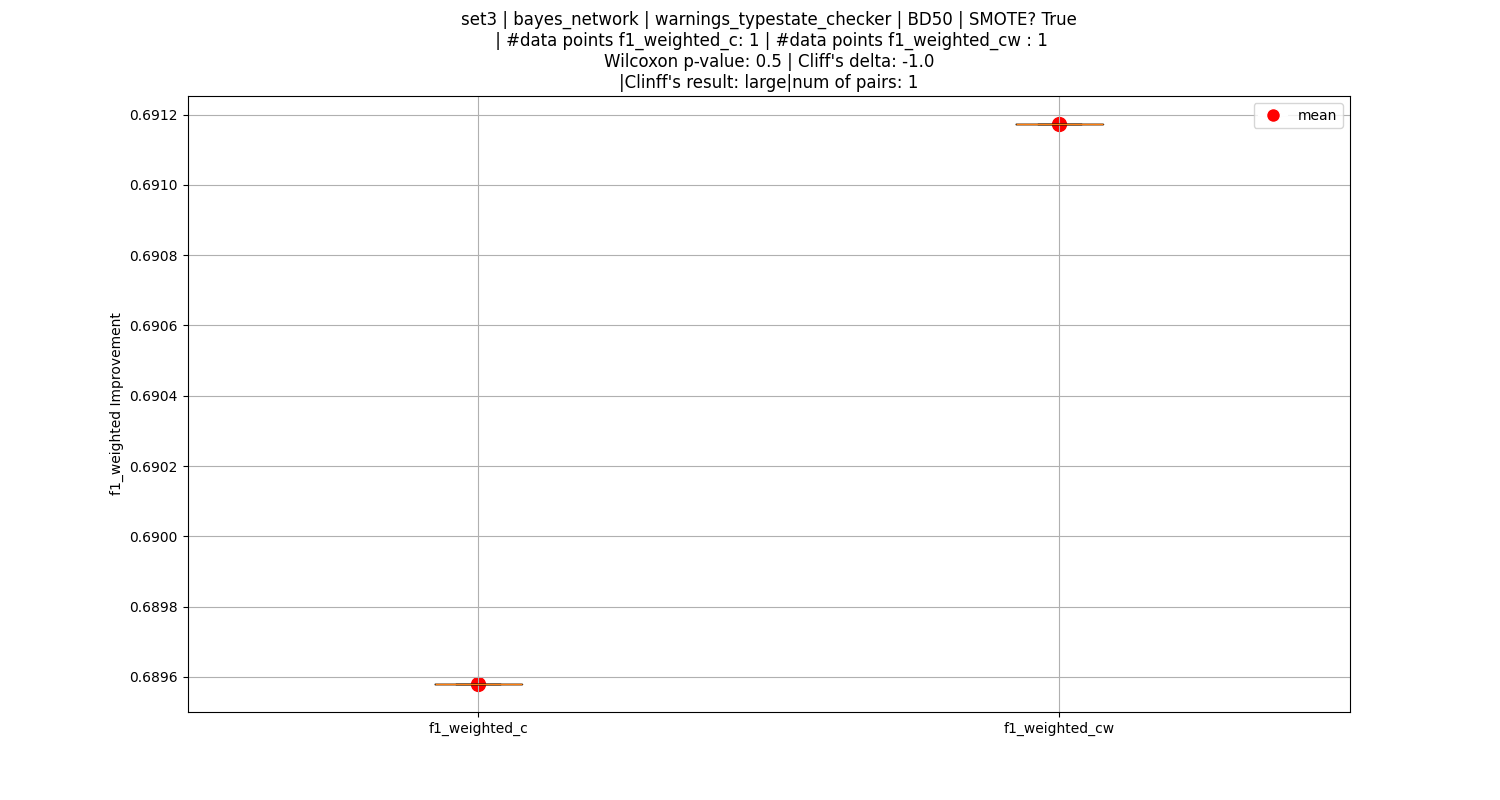 set3 | bayes_network | warnings_typestate_checker | BD50 | SMOTE? True
| #data points f1_weighted_c: 1 | #data points f1_weighted_cw : 1
Wilcoxon p-value: 0.5 | Cliff's delta: -1.0
|Clinff's result: large|num of pairs: 1
mean
f1_weighted Improvement
0.6912
0.6910
0.6908
0.6906
0.6904
0.6902
0.6900
0.6898
0.6896
f1_weighted_c
f1_weighted_cw